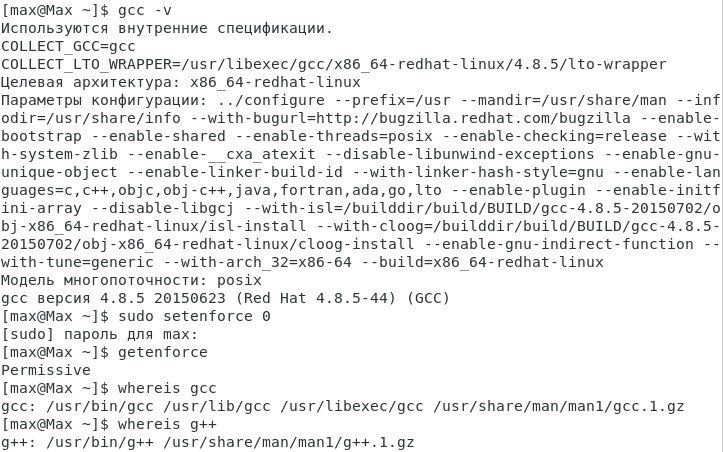 [max@Max ~]$ gcc -v
Используются внутренние спецификации.
COLLECT_GCC=gcc
COLLECT_LTO_WRAPPER=/usr/libexec/gcc/x86_64-redhat-linux/4.8.5/lto-wrapper
Целевая архитектура: x86_64-redhat-linux
Параметры конфигурации: ../configure --prefix=/usr --mandir=/usr/share/man --inf
odir=/usr/share/info --with-bugurl=http://bugzilla.redhat.com/bugzilla --enable-
bootstrap --enable-shared --enable-threads=posix --enable-checking=release --wit
h-system-zlib --enable-__cxa_atexit --disable-libunwind-exceptions --enable-gnu-
unique-object --enable-linker-build-id --with-linker-hash-style=gnu --enable-lan
guages=c,c++,objc,obj-c++,java,fortran,ada,go,lto --enable-plugin --enable-initf
ini-array --disable-libgcj --with-isl=/builddir/build/BUILD/gcc-4.8.5-20150702/o
bj-x86_64-redhat-linux/isl-install --with-cloog=/builddir/build/BUILD/gcc-4.8.5-
20150702/obj-x86_64-redhat-linux/cloog-install --enable-gnu-indirect-function --
with-tune=generic --with-arch_32=x86-64 --build=x86_64-redhat-linux
Модель многопоточности: posix
gcc версия 4.8.5 20150623 (Red Hat 4.8.5-44) (GCC)
[max@Max ~]$ sudo setenforce 0
[sudo] пароль для max:
[max@Max ~]$ getenforce
Permissive
[max@Max ~]$ whereis gcc
gcc: /usr/bin/gcc /usr/lib/gcc /usr/libexec/gcc /usr/share/man/man1/gcc.1.gz
[max@Max ~]$ whereis g++
g++: /usr/bin/g++ /usr/share/man/man1/g++.1.gz